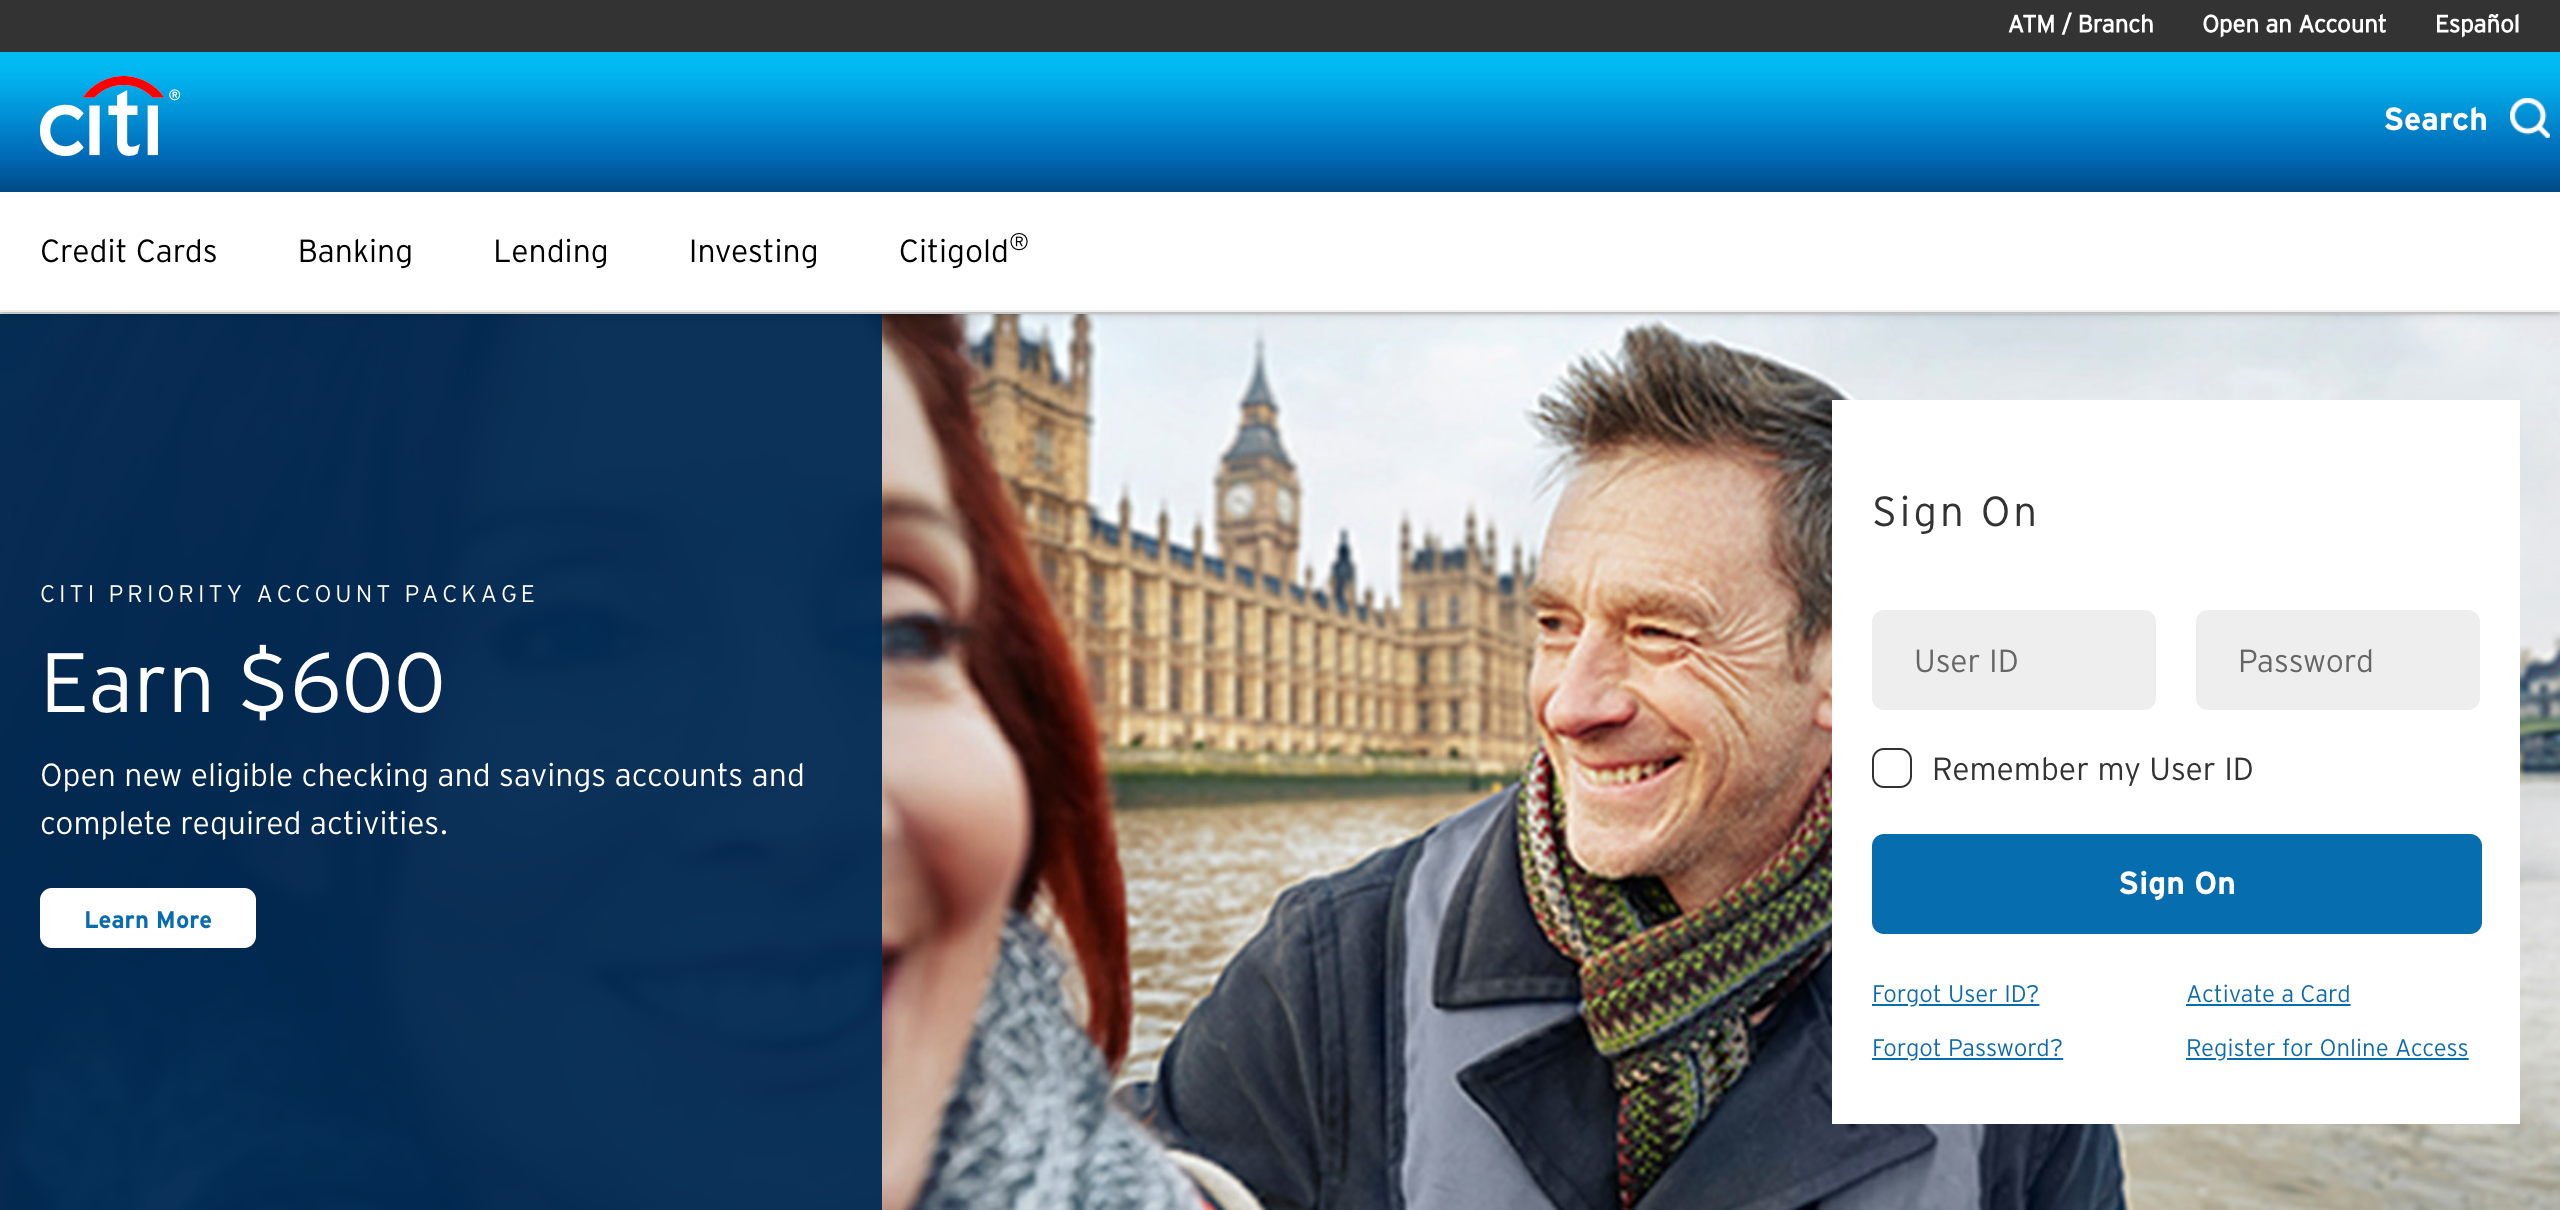 ATM / Branch Open an Account Español
citi®
Search
Credit Cards Banking Lending Investing Citigold®
CITI PRIORITY ACCOUNT PACKAGE
Earn $600
Open new eligible checking and savings accounts and
complete required activities.
Learn More
Sign On
User ID Password
Remember my User ID
Sign On
Forgot User ID? Activate a Card
Forgot Password? Register for Online Access